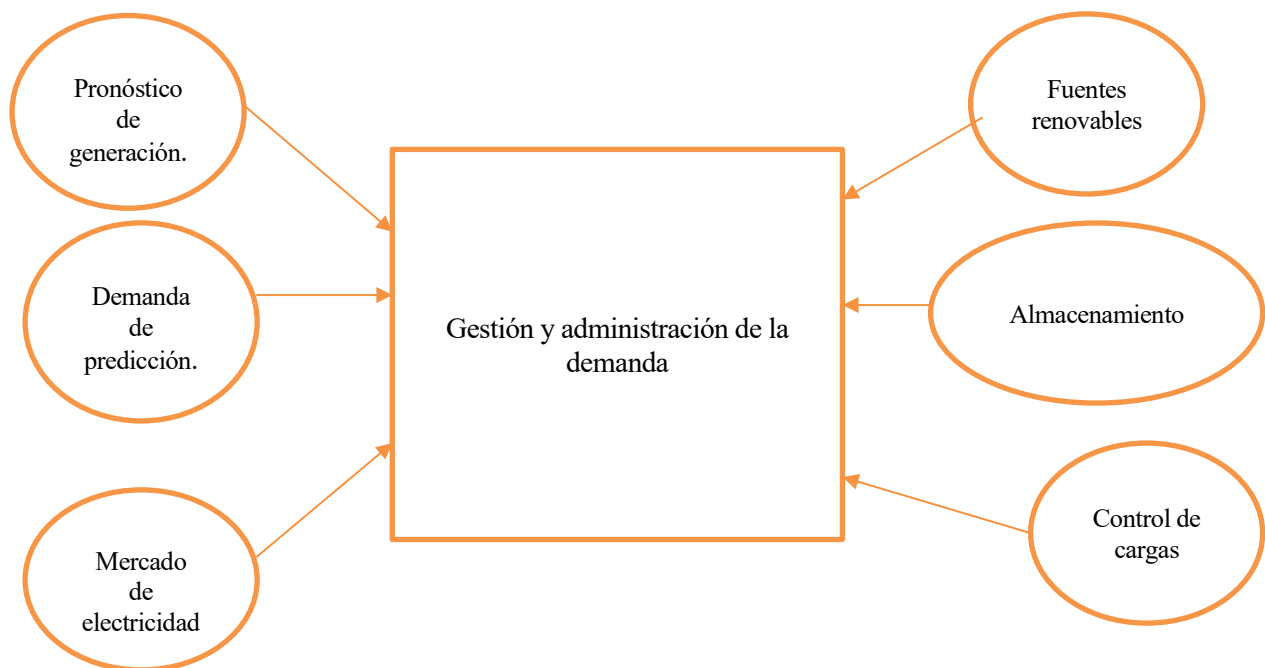 Pronóstico
de
generación.
Demanda
de
predicción.
Mercado
de
electricidad
Gestión y administración de la
demanda
Fuentes
renovables
Almacenamiento
Control de
cargas